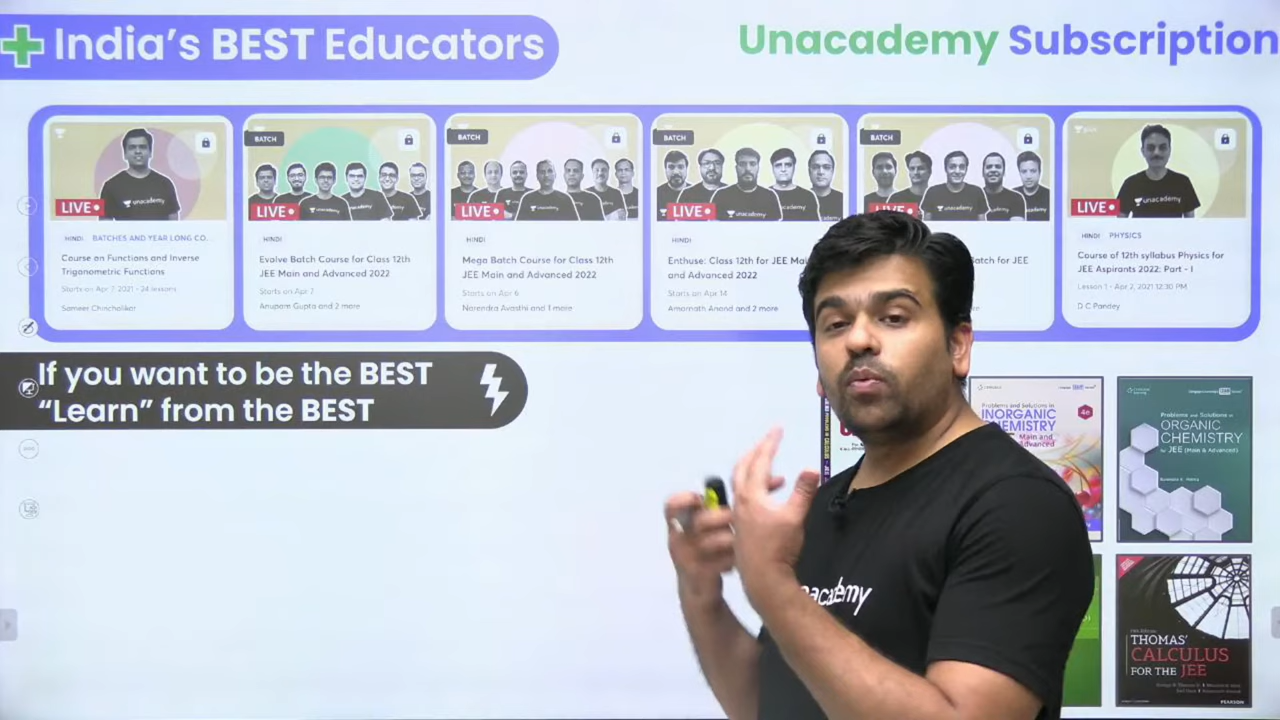 India's BEST Educators
Unacademy Subscription
LIVE
HINDI BATCHES AND YEAR LONG CO...
Course on Functions and Inverse
Trigonometric Functions
Starts on Apr 7, 2021 - 24 lessons
Sameer Chincholikar
unacademy
BATCH
LIVE
HINDI
Evolve Batch Course for Class 12th
JEE Main and Advanced 2022
Starts on Apr 7
Anupam Gupta and 2 more
BATCH
LIVE
HINDI
Mega Batch Course for Class 12th
JEE Main and Advanced 2022
Starts on Apr 6
Narendra Avasthi and 1 more
BATCH
LIVE
HINDI
Enthuse: Class 12th for JEE
and Advanced 2022
Starts on Apr 14
Amarnath Anand and 2 more
BATCH
LIVE
for JEE
plus
unacademy
LIVE
HINDI PHYSICS
Course of 12th syllabus Physics for
JEE Aspirants 2022: Part - I
Lesson 1 - Apr 2, 2021 12:30 PM
D C Pandey
If you want to be the BEST
“Learn” from the BEST
Problems and Solutions in
INORGANIC
CHEMISTRY
4e
Main and
Advanced
Problems and Solutions in
ORGANIC
CHEMISTRY
for JEE (Main & Advanced)
THOMAS'
CALCULUS
FOR THE JEE
PEARSON